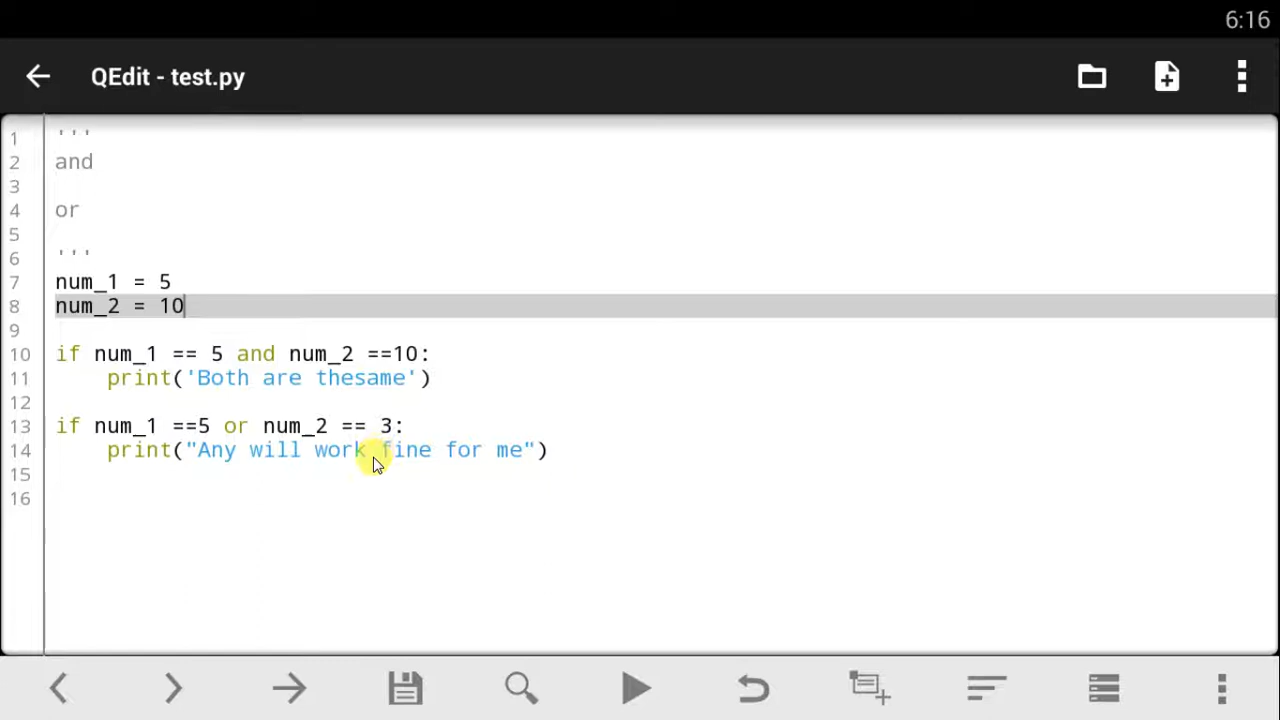 6:16
QEdit - test.py
1 '''
2 and
3
4 or
5
6 '''
7 num_1 = 5
8 num_2 = 10
9
10 if num_1 == 5 and num_2 ==10:
11     print('Both are thesame')
12
13 if num_1 ==5 or num_2 == 3:
14     print("Any will work fine for me")
15
16